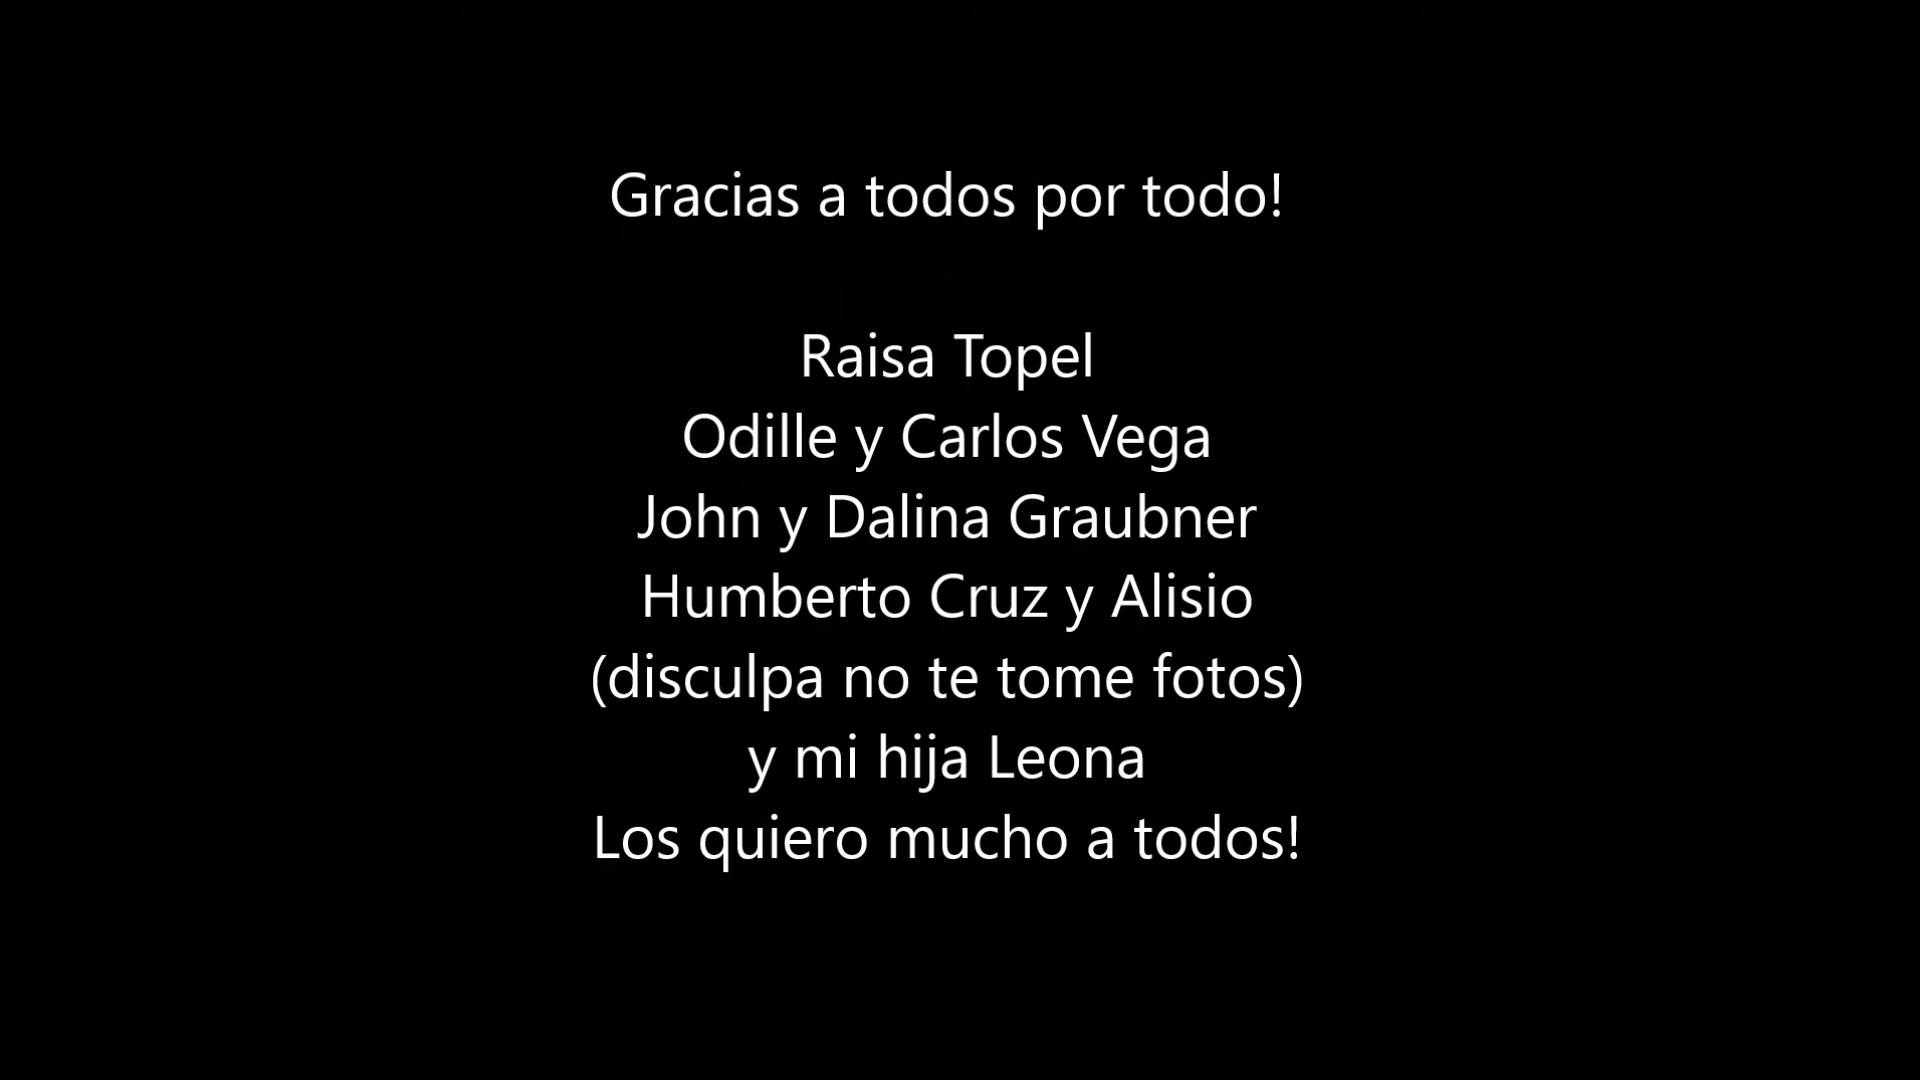 Gracias a todos por todo!
Raisa Topel
Odille y Carlos Vega
John y Dalina Graubner
Humberto Cruz y Alisio
(disculpa no te tome fotos)
y mi hija Leona
Los quiero mucho a todos!